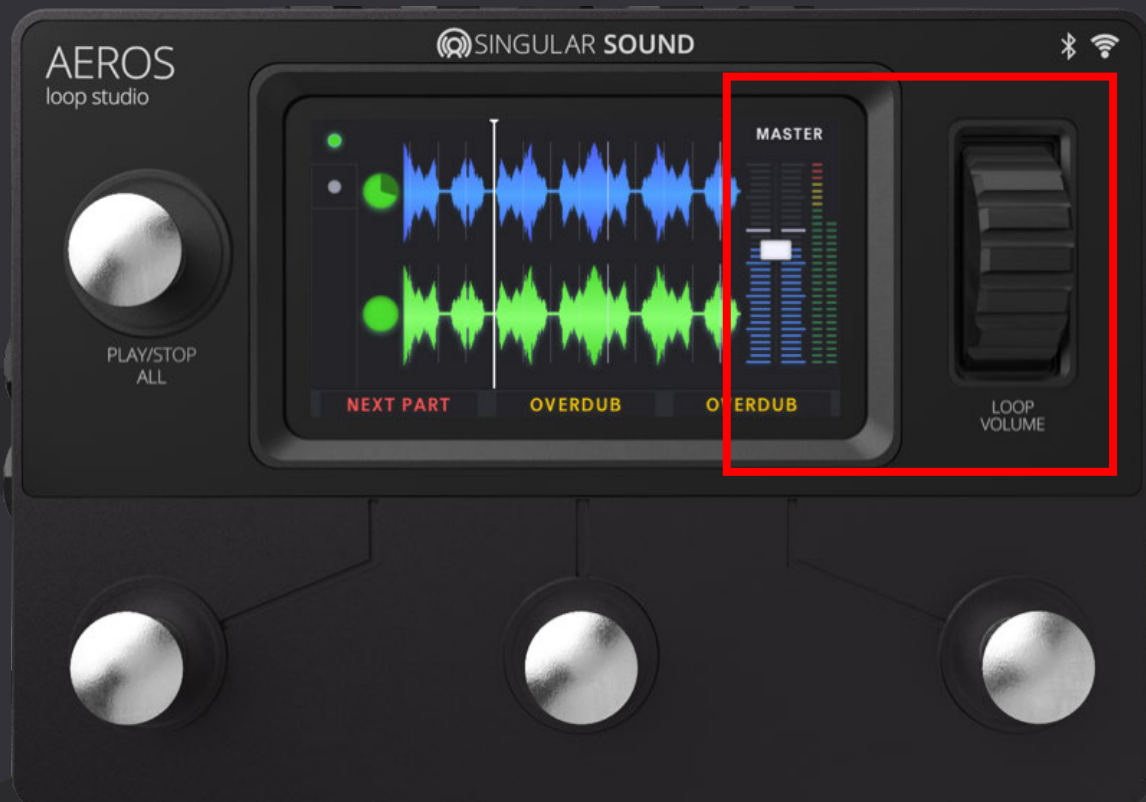 AEROS
loop studio
SINGULAR SOUND
MASTER
PLAY/STOP
ALL
NEXT PART
OVERDUB
OVERDUB
LOOP
VOLUME